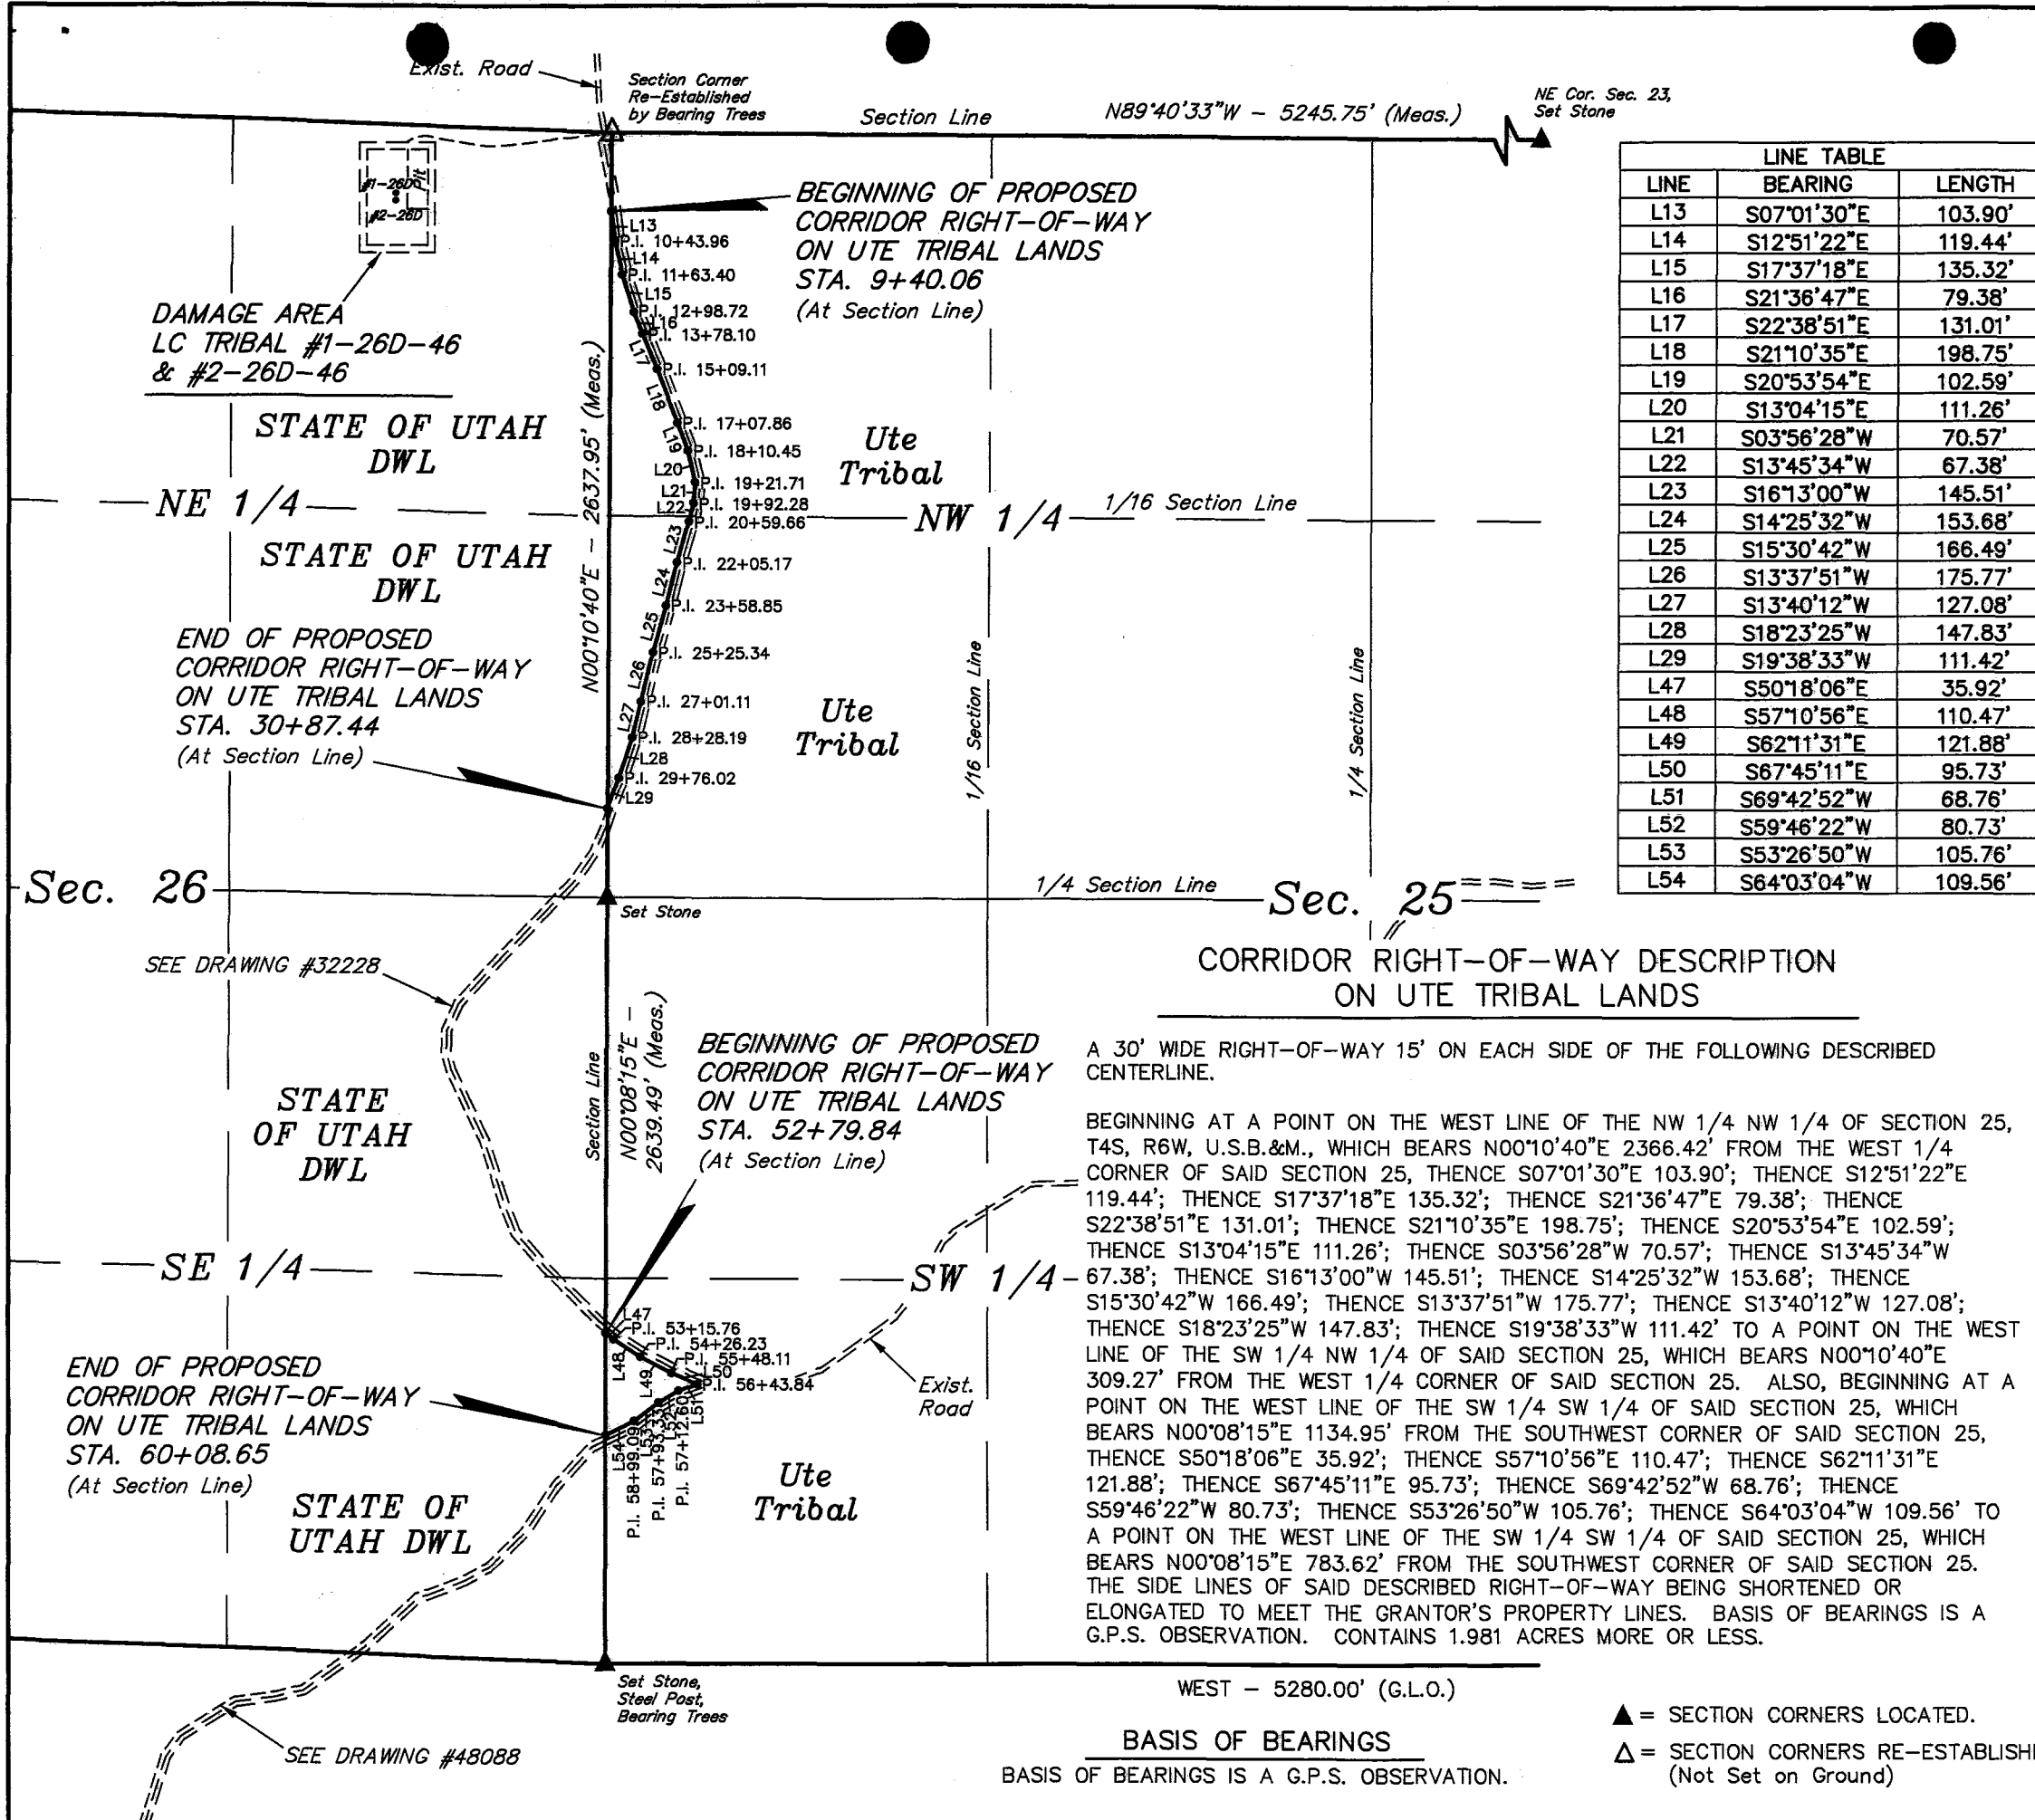 Exist. Road
Section Corner
Re-Established
by Bearing Trees
Section Line
N89°40'33"W - 5245.75' (Meas.)
NE Cor. Sec. 23,
Set Stone
#1-26D
Pit
#2-26D
DAMAGE AREA
LC TRIBAL #1-26D-46
& #2-26D-46
BEGINNING OF PROPOSED
CORRIDOR RIGHT-OF-WAY
ON UTE TRIBAL LANDS
STA. 9+40.06
(At Section Line)
L13
P.I. 10+43.96
L14
P.I. 11+63.40
L15
P.I. 12+98.72
L16
P.I. 13+78.10
L17
P.I. 15+09.11
L18
P.I. 17+07.86
L19
P.I. 18+10.45
L20
P.I. 19+21.71
L21
P.I. 19+92.28
L22
P.I. 20+59.66
L23
P.I. 22+05.17
L24
P.I. 23+58.85
L25
P.I. 25+25.34
L26
P.I. 27+01.11
L27
P.I. 28+28.19
L28
P.I. 29+76.02
L29
N00°10'40"E - 2637.95' (Meas.)
STATE OF UTAH
DWL
Ute
Tribal
NE 1/4
NW 1/4
1/16 Section Line
STATE OF UTAH
DWL
END OF PROPOSED
CORRIDOR RIGHT-OF-WAY
ON UTE TRIBAL LANDS
STA. 30+87.44
(At Section Line)
Ute
Tribal
1/16 Section Line
1/4 Section Line
Sec. 26
1/4 Section Line
Sec. 25
Set Stone
SEE DRAWING #32228
Section Line
N00°08'15"E -
2639.49' (Meas.)
BEGINNING OF PROPOSED
CORRIDOR RIGHT-OF-WAY
ON UTE TRIBAL LANDS
STA. 52+79.84
(At Section Line)
STATE
OF UTAH
DWL
SE 1/4
SW 1/4
L47
P.I. 53+15.76
P.I. 54+26.23
L48
P.I. 55+48.11
L49
L50
P.I. 56+43.84
L51
L52
L53
L54
P.I. 57+12.60
P.I. 57+93.33
P.I. 58+99.09
Exist.
Road
END OF PROPOSED
CORRIDOR RIGHT-OF-WAY
ON UTE TRIBAL LANDS
STA. 60+08.65
(At Section Line)
STATE OF
UTAH DWL
Ute
Tribal
Set Stone,
Steel Post,
Bearing Trees
SEE DRAWING #48088
LINE TABLE
LINE BEARING LENGTH
L13 S07°01'30"E 103.90'
L14 S12°51'22"E 119.44'
L15 S17°37'18"E 135.32'
L16 S21°36'47"E 79.38'
L17 S22°38'51"E 131.01'
L18 S21°10'35"E 198.75'
L19 S20°53'54"E 102.59'
L20 S13°04'15"E 111.26'
L21 S03°56'28"W 70.57'
L22 S13°45'34"W 67.38'
L23 S16°13'00"W 145.51'
L24 S14°25'32"W 153.68'
L25 S15°30'42"W 166.49'
L26 S13°37'51"W 175.77'
L27 S13°40'12"W 127.08'
L28 S18°23'25"W 147.83'
L29 S19°38'33"W 111.42'
L47 S50°18'06"E 35.92'
L48 S57°10'56"E 110.47'
L49 S62°11'31"E 121.88'
L50 S67°45'11"E 95.73'
L51 S69°42'52"W 68.76'
L52 S59°46'22"W 80.73'
L53 S53°26'50"W 105.76'
L54 S64°03'04"W 109.56'
CORRIDOR RIGHT-OF-WAY DESCRIPTION
ON UTE TRIBAL LANDS
A 30' WIDE RIGHT-OF-WAY 15' ON EACH SIDE OF THE FOLLOWING DESCRIBED
CENTERLINE.
BEGINNING AT A POINT ON THE WEST LINE OF THE NW 1/4 NW 1/4 OF SECTION 25,
T4S, R6W, U.S.B.&M., WHICH BEARS N00°10'40"E 2366.42' FROM THE WEST 1/4
CORNER OF SAID SECTION 25, THENCE S07°01'30"E 103.90'; THENCE S12°51'22"E
119.44'; THENCE S17°37'18"E 135.32'; THENCE S21°36'47"E 79.38'; THENCE
S22°38'51"E 131.01'; THENCE S21°10'35"E 198.75'; THENCE S20°53'54"E 102.59';
THENCE S13°04'15"E 111.26'; THENCE S03°56'28"W 70.57'; THENCE S13°45'34"W
67.38'; THENCE S16°13'00"W 145.51'; THENCE S14°25'32"W 153.68'; THENCE
S15°30'42"W 166.49'; THENCE S13°37'51"W 175.77'; THENCE S13°40'12"W 127.08';
THENCE S18°23'25"W 147.83'; THENCE S19°38'33"W 111.42' TO A POINT ON THE WEST
LINE OF THE SW 1/4 NW 1/4 OF SAID SECTION 25, WHICH BEARS N00°10'40"E
309.27' FROM THE WEST 1/4 CORNER OF SAID SECTION 25. ALSO, BEGINNING AT A
POINT ON THE WEST LINE OF THE SW 1/4 SW 1/4 OF SAID SECTION 25, WHICH
BEARS N00°08'15"E 1134.95' FROM THE SOUTHWEST CORNER OF SAID SECTION 25,
THENCE S50°18'06"E 35.92'; THENCE S57°10'56"E 110.47'; THENCE S62°11'31"E
121.88'; THENCE S67°45'11"E 95.73'; THENCE S69°42'52"W 68.76'; THENCE
S59°46'22"W 80.73'; THENCE S53°26'50"W 105.76'; THENCE S64°03'04"W 109.56' TO
A POINT ON THE WEST LINE OF THE SW 1/4 SW 1/4 OF SAID SECTION 25, WHICH
BEARS N00°08'15"E 783.62' FROM THE SOUTHWEST CORNER OF SAID SECTION 25.
THE SIDE LINES OF SAID DESCRIBED RIGHT-OF-WAY BEING SHORTENED OR
ELONGATED TO MEET THE GRANTOR'S PROPERTY LINES. BASIS OF BEARINGS IS A
G.P.S. OBSERVATION. CONTAINS 1.981 ACRES MORE OR LESS.
WEST - 5280.00' (G.L.O.)
BASIS OF BEARINGS
BASIS OF BEARINGS IS A G.P.S. OBSERVATION.
▲ = SECTION CORNERS LOCATED.
△ = SECTION CORNERS RE-ESTABLISH
(Not Set on Ground)